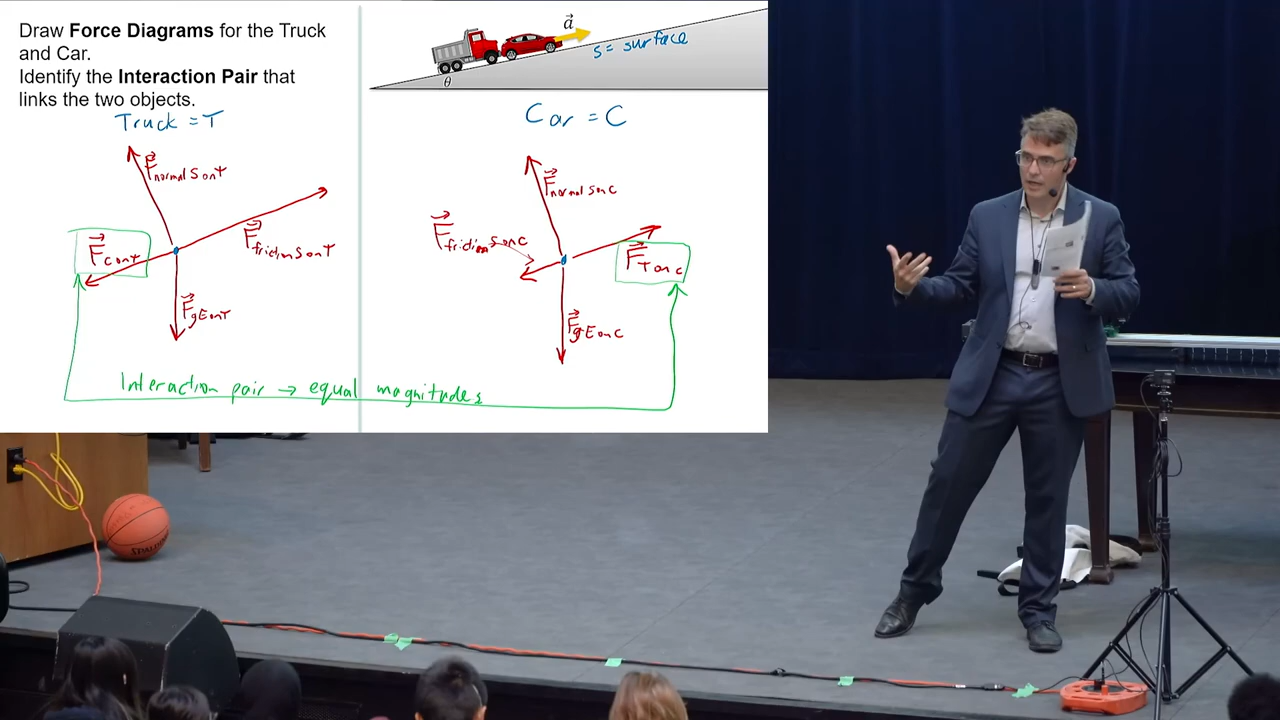 Draw Force Diagrams for the Truck
and Car.
Identify the Interaction Pair that
links the two objects.
a
s = surface
θ
Truck = T
Car = C
F normal S on T
F friction S on T
F C on T
F g E on T
F normal S on C
F friction S on C
F T on C
F g E on C
Interaction pair → equal magnitudes
SPALDING